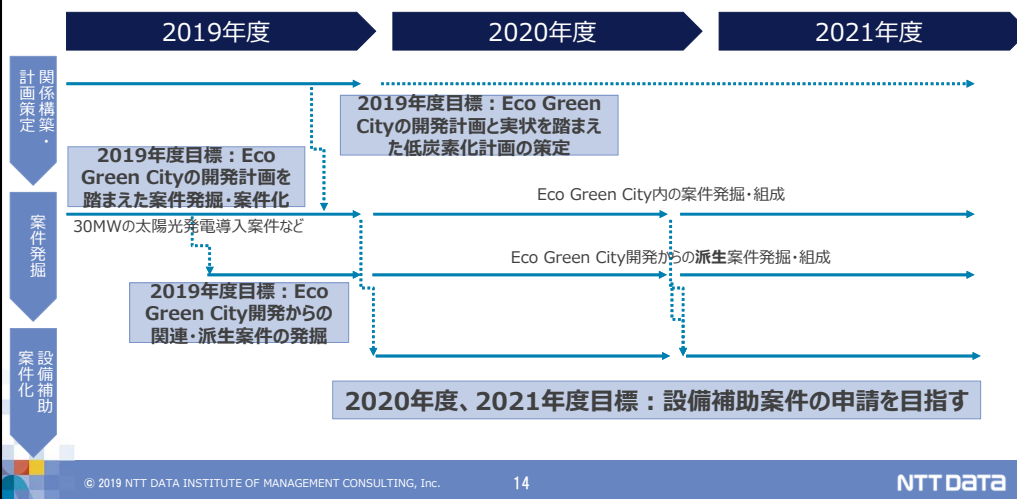 2019年度
2020年度
2021年度
関係構築・
計画策定
2019年度目標：Eco Green
Cityの開発計画と実状を踏まえ
た低炭素化計画の策定
2019年度目標：Eco
Green Cityの開発計画を
踏まえた案件発掘・案件化
案件発掘
Eco Green City内の案件発掘・組成
30MWの太陽光発電導入案件など
Eco Green City開発からの派生案件発掘・組成
2019年度目標：Eco
Green City開発からの
関連・派生案件の発掘
設備補助
案件化
2020年度、2021年度目標：設備補助案件の申請を目指す
© 2019 NTT DATA INSTITUTE OF MANAGEMENT CONSULTING, Inc.
14
NTT DATA